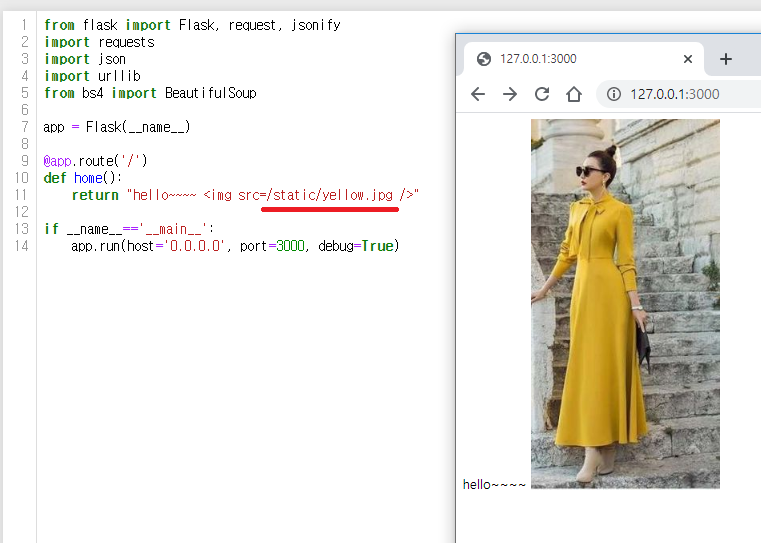 1 from flask import Flask, request, jsonify
2 import requests
3 import json
4 import urllib
5 from bs4 import BeautifulSoup
6
7 app = Flask(__name__)
8
9 @app.route('/')
10 def home():
11     return "hello~~~~ <img src=/static/yellow.jpg />"
12
13 if __name__=='__main__':
14     app.run(host='0.0.0.0', port=3000, debug=True)
127.0.0.1:3000
127.0.0.1:3000
hello~~~~